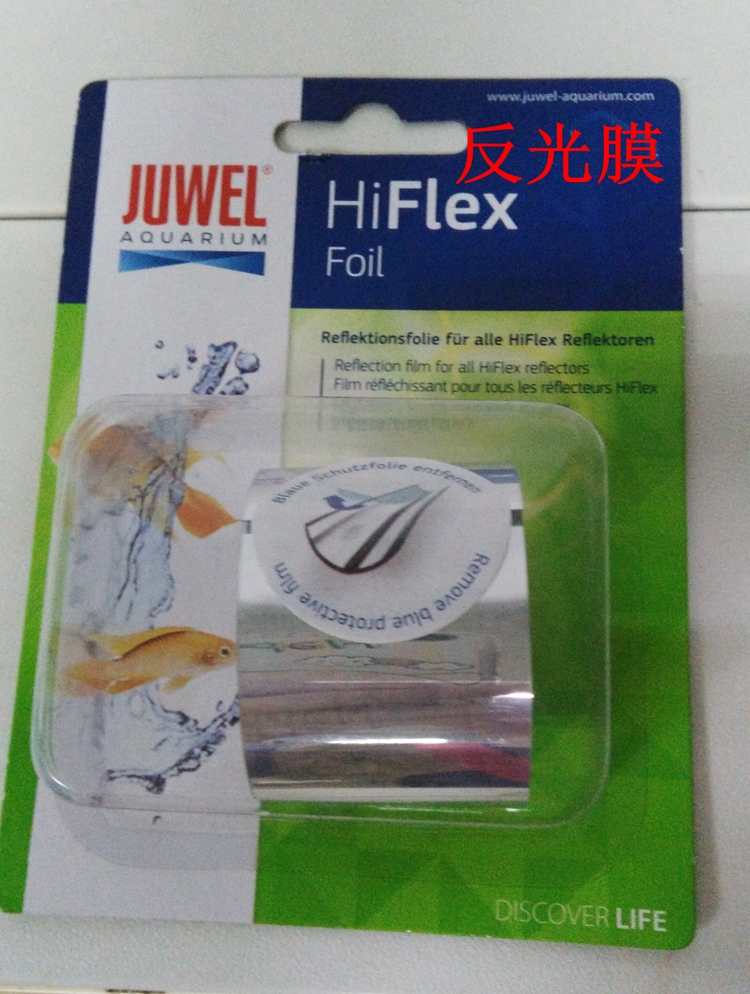 www.juwel-aquarium.com
反光膜
JUWEL®
AQUARIUM
HiFlex
Foil
Reflektionsfolie für alle HiFlex Reflektoren
Reflection film for all HiFlex reflectors
Film réfléchissant pour tous les réflecteurs HiFlex
Blaue Schutzfolie entfernen
Remove blue protective film
DISCOVER LIFE